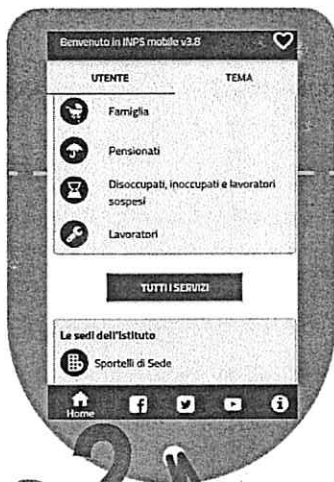 Benvenuto in INPS mobile v3.8
UTENTE TEMA
Famiglia
Pensionati
Disoccupati, inoccupati e lavoratori
sospesi
Lavoratori
TUTTI I SERVIZI
Le sedi dell'Istituto
Sportelli di Sede
Home